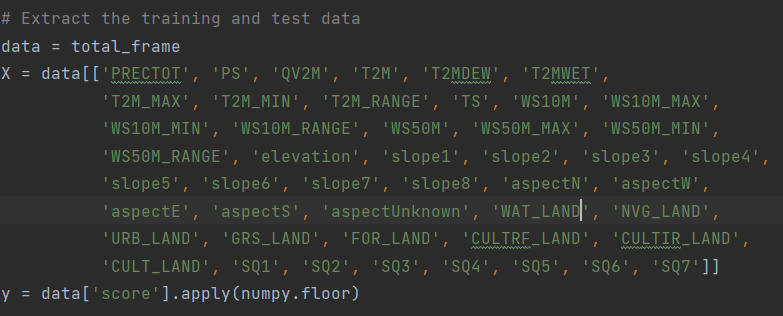 # Extract the training and test data
data = total_frame
X = data[['PRECTOT', 'PS', 'QV2M', 'T2M', 'T2MDEW', 'T2MWET',
'T2M_MAX', 'T2M_MIN', 'T2M_RANGE', 'TS', 'WS10M', 'WS10M_MAX',
'WS10M_MIN', 'WS10M_RANGE', 'WS50M', 'WS50M_MAX', 'WS50M_MIN',
'WS50M_RANGE', 'elevation', 'slope1', 'slope2', 'slope3', 'slope4',
'slope5', 'slope6', 'slope7', 'slope8', 'aspectN', 'aspectW',
'aspectE', 'aspectS', 'aspectUnknown', 'WAT_LAND', 'NVG_LAND',
'URB_LAND', 'GRS_LAND', 'FOR_LAND', 'CULTRF_LAND', 'CULTIR_LAND',
'CULT_LAND', 'SQ1', 'SQ2', 'SQ3', 'SQ4', 'SQ5', 'SQ6', 'SQ7']]
y = data['score'].apply(numpy.floor)